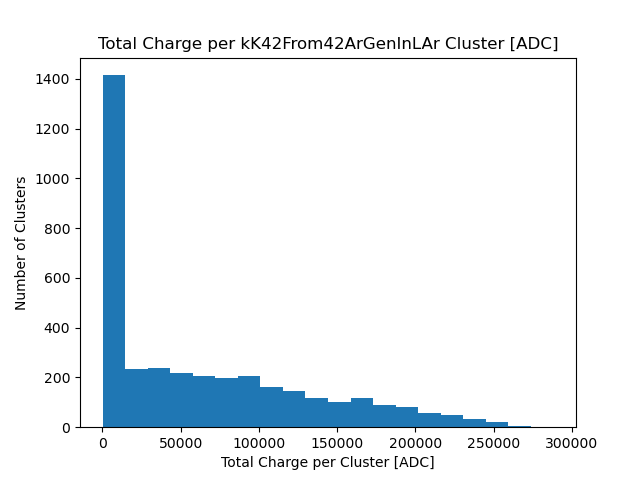 Total Charge per kK42From42ArGenInLAr Cluster [ADC]
1400
1200
1000
800
600
400
200
0
Number of Clusters
0 50000 100000 150000 200000 250000 300000
Total Charge per Cluster [ADC]